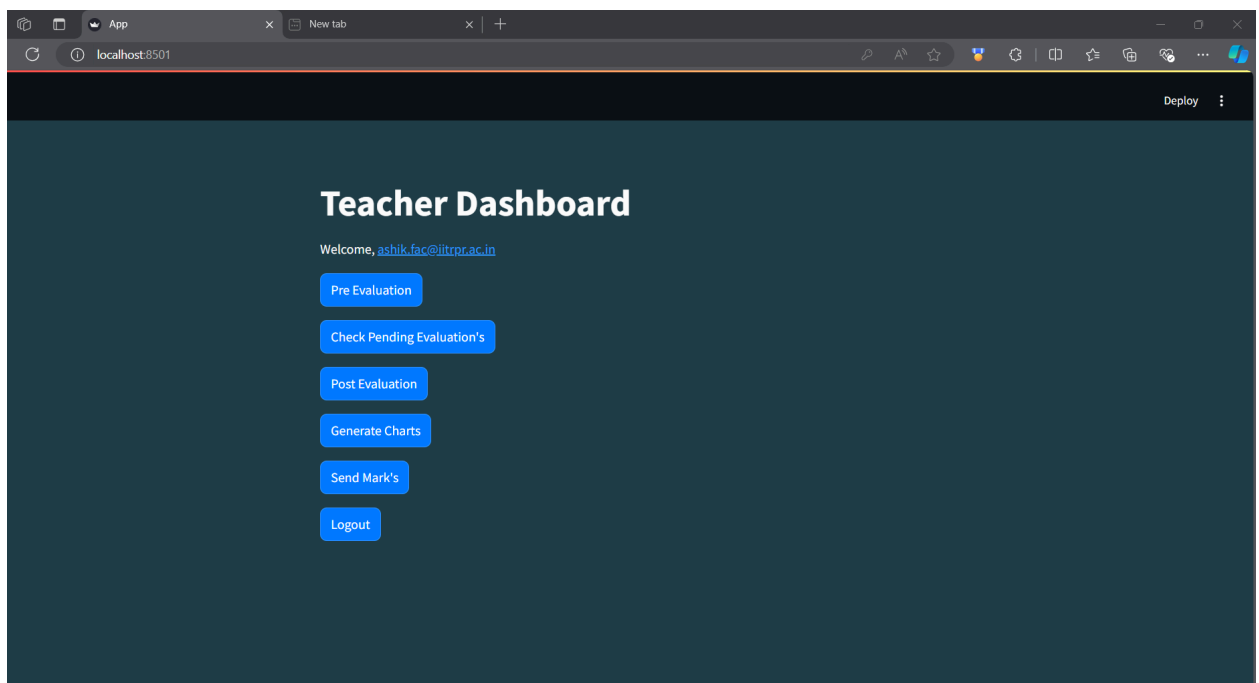 App
New tab
localhost:8501
Deploy
Teacher Dashboard
Welcome, ashik.fac@iitrpr.ac.in
Pre Evaluation
Check Pending Evaluation's
Post Evaluation
Generate Charts
Send Mark's
Logout